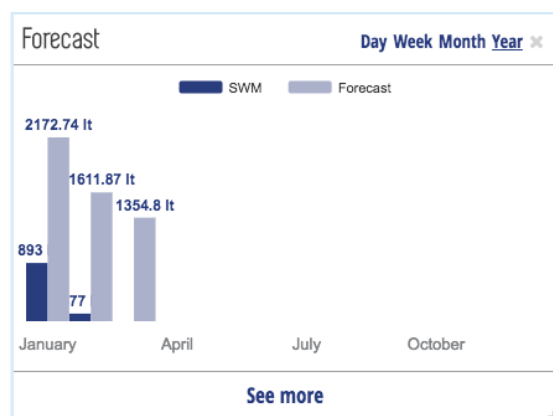 Forecast
Day Week Month Year ×
SWM Forecast
2172.74 lt
1611.87 lt
1354.8 lt
893
77
January April July October
See more